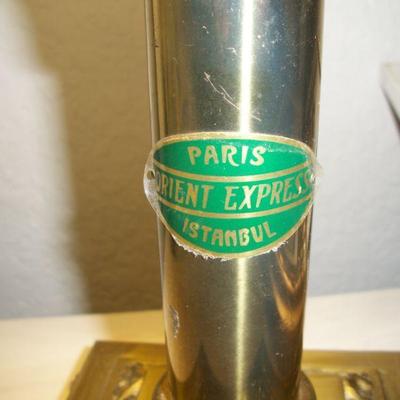 PARIS
ORIENT EXPRESS
ISTANBUL